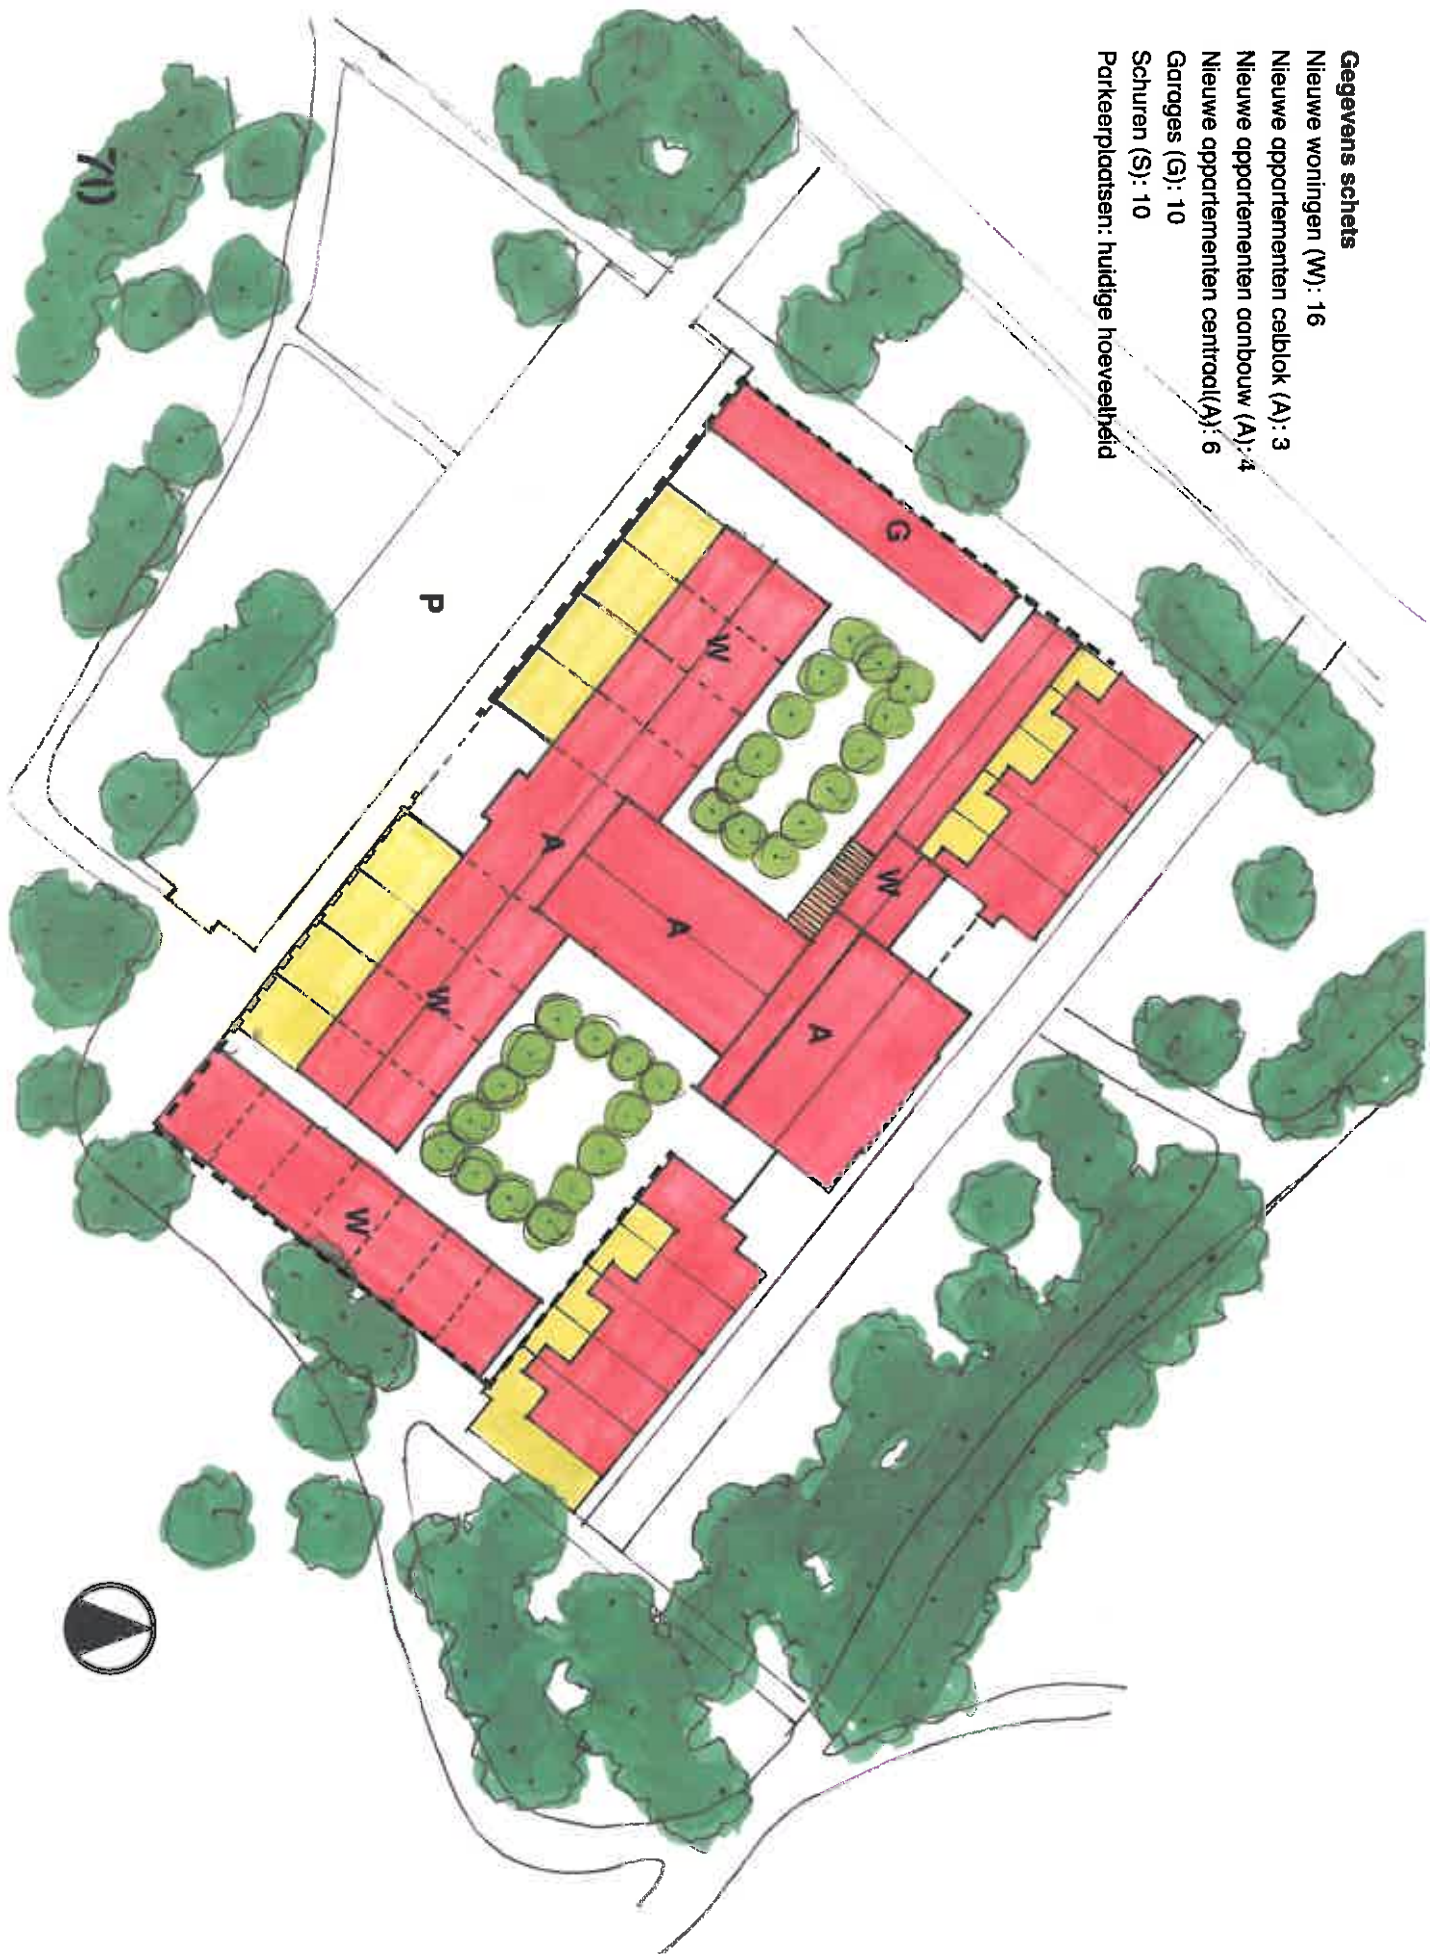 Gegevens schets
Nieuwe woningen (W): 16
Nieuwe appartementen celblok (A): 3
Nieuwe appartementen aanbouw (A): 4
Nieuwe appartementen centraal(A): 6
Garages (G): 10
Schuren (S): 10
Parkeerplaatsen: huidige hoeveelheid
G
W
W
A
A
A
P
W
W
70